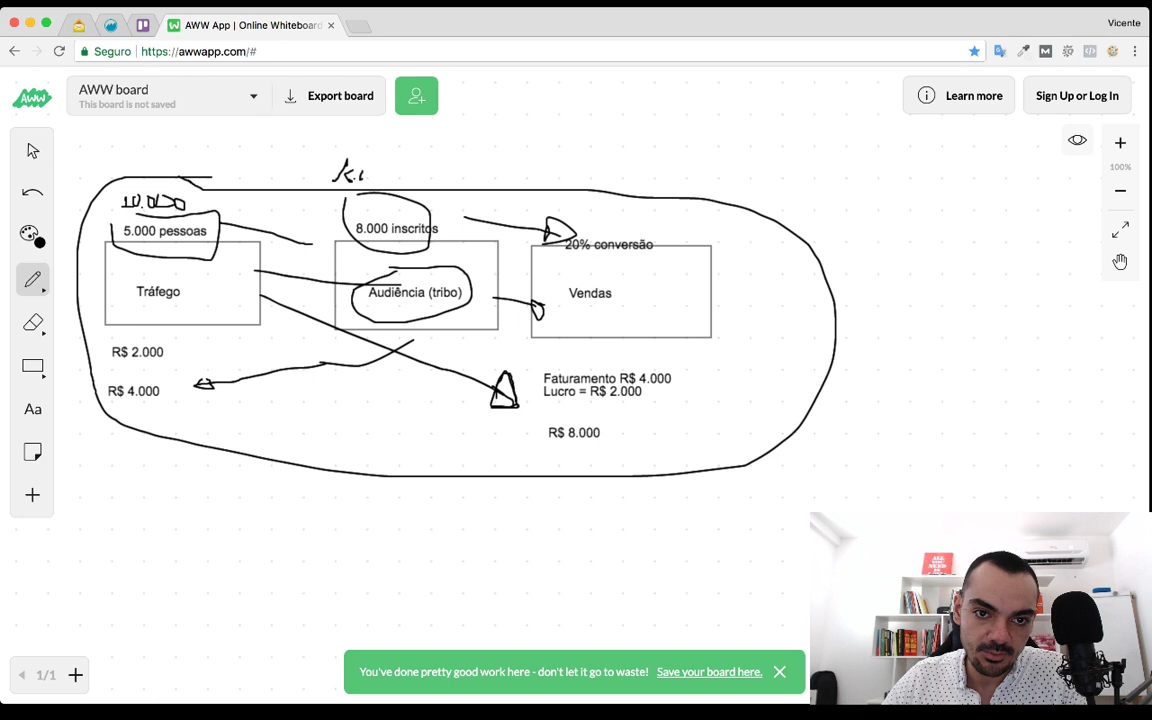 AWW App | Online Whiteboard
Vicente
Seguro
https://awwapp.com/#
AWW
AWW board
This board is not saved
Export board
Learn more
Sign Up or Log In
100%
10.000
5.000 pessoas
8.000 inscritos
20% conversão
Tráfego
Audiência (tribo)
Vendas
R$ 2.000
R$ 4.000
Faturamento R$ 4.000
Lucro = R$ 2.000
R$ 8.000
Aa
1/1
You've done pretty good work here - don't let it go to waste! Save your board here.